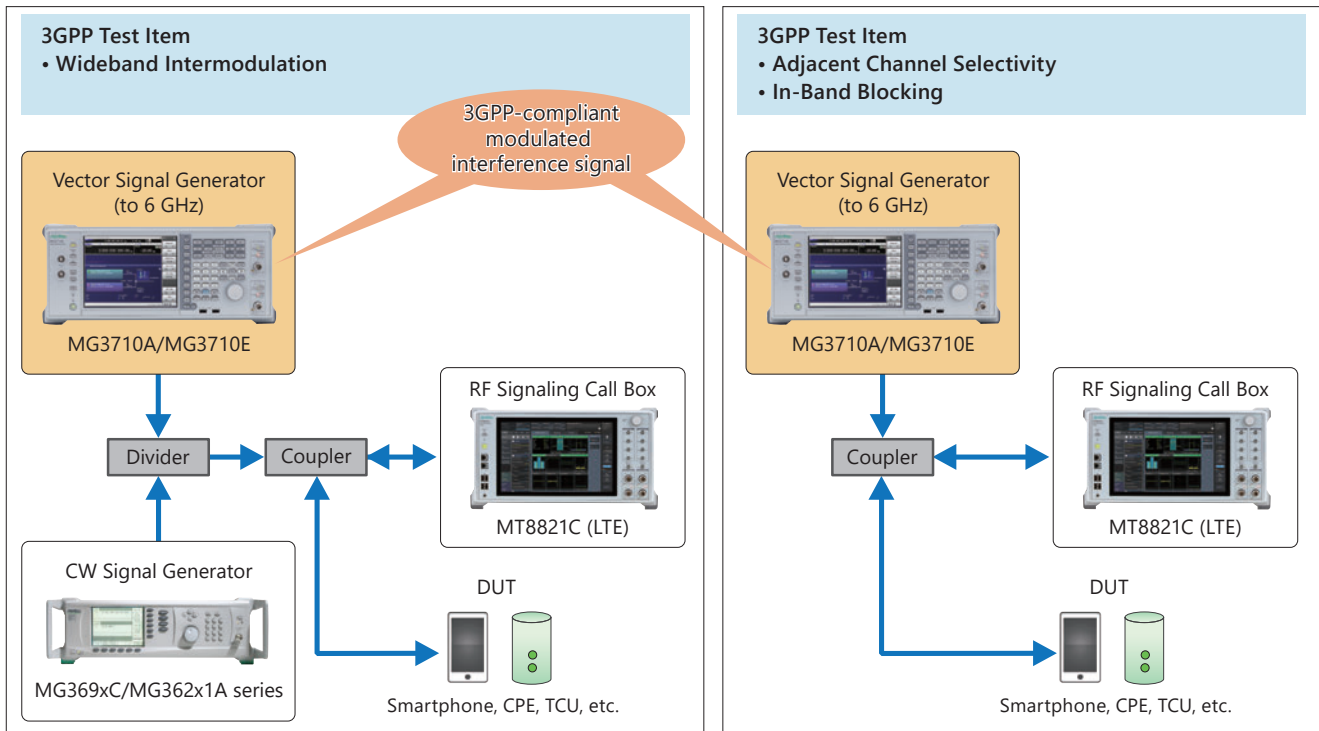 3GPP Test Item
• Wideband Intermodulation
3GPP-compliant
modulated
interference signal
Vector Signal Generator
(to 6 GHz)
MG3710A/MG3710E
RF Signaling Call Box
Divider
Coupler
MT8821C (LTE)
CW Signal Generator
MG369xC/MG362x1A series
DUT
Smartphone, CPE, TCU, etc.
3GPP Test Item
• Adjacent Channel Selectivity
• In-Band Blocking
Vector Signal Generator
(to 6 GHz)
MG3710A/MG3710E
RF Signaling Call Box
Coupler
MT8821C (LTE)
DUT
Smartphone, CPE, TCU, etc.